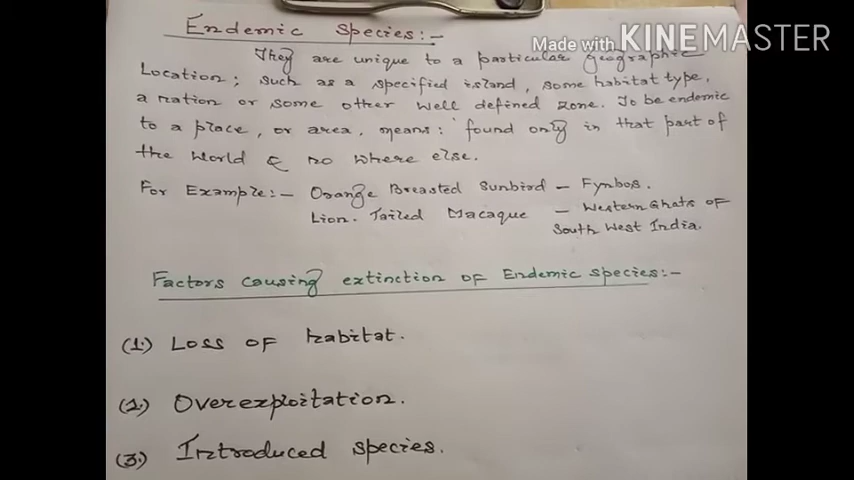 Made with KINEMASTER
Endemic Species:-
They are unique to a particular geographic
Location; such as a specified island, some habitat type,
a nation or some other well defined zone. To be endemic
to a place, or area, means; found only in that part of
the world & no where else.
For Example:- Orange Breasted Sunbird - Fynbos.
Lion-Tailed Macaque - Western Ghats of
South West India.
Factors causing extinction of Endemic species:-
(1.) Loss of habitat.
(2.) Overexploitation.
(3.) Introduced species.